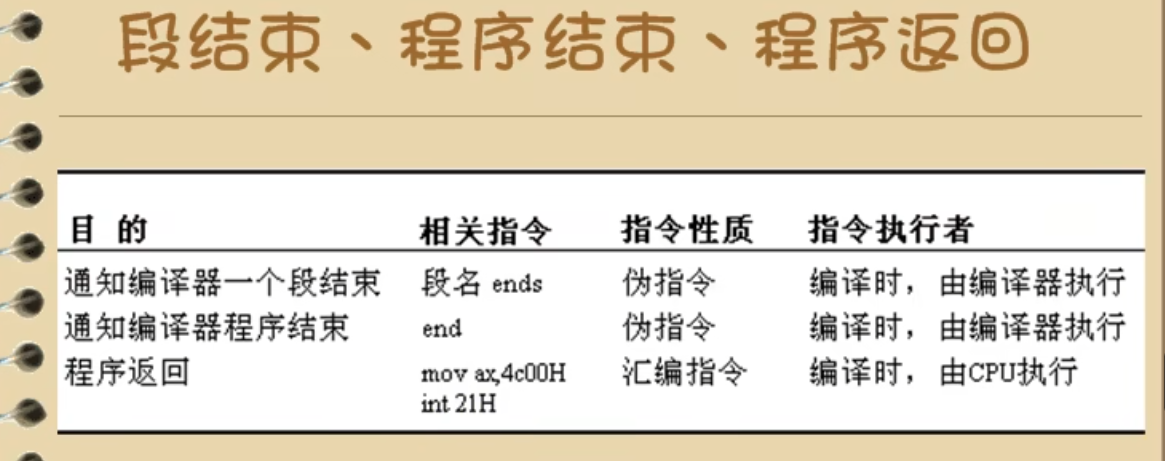 段结束、程序结束、程序返回
目 的 相关指令 指令性质 指令执行者
通知编译器一个段结束 段名 ends 伪指令 编译时，由编译器执行
通知编译器程序结束 end 伪指令 编译时，由编译器执行
程序返回 mov ax,4c00H 汇编指令 编译时，由CPU执行
int 21H